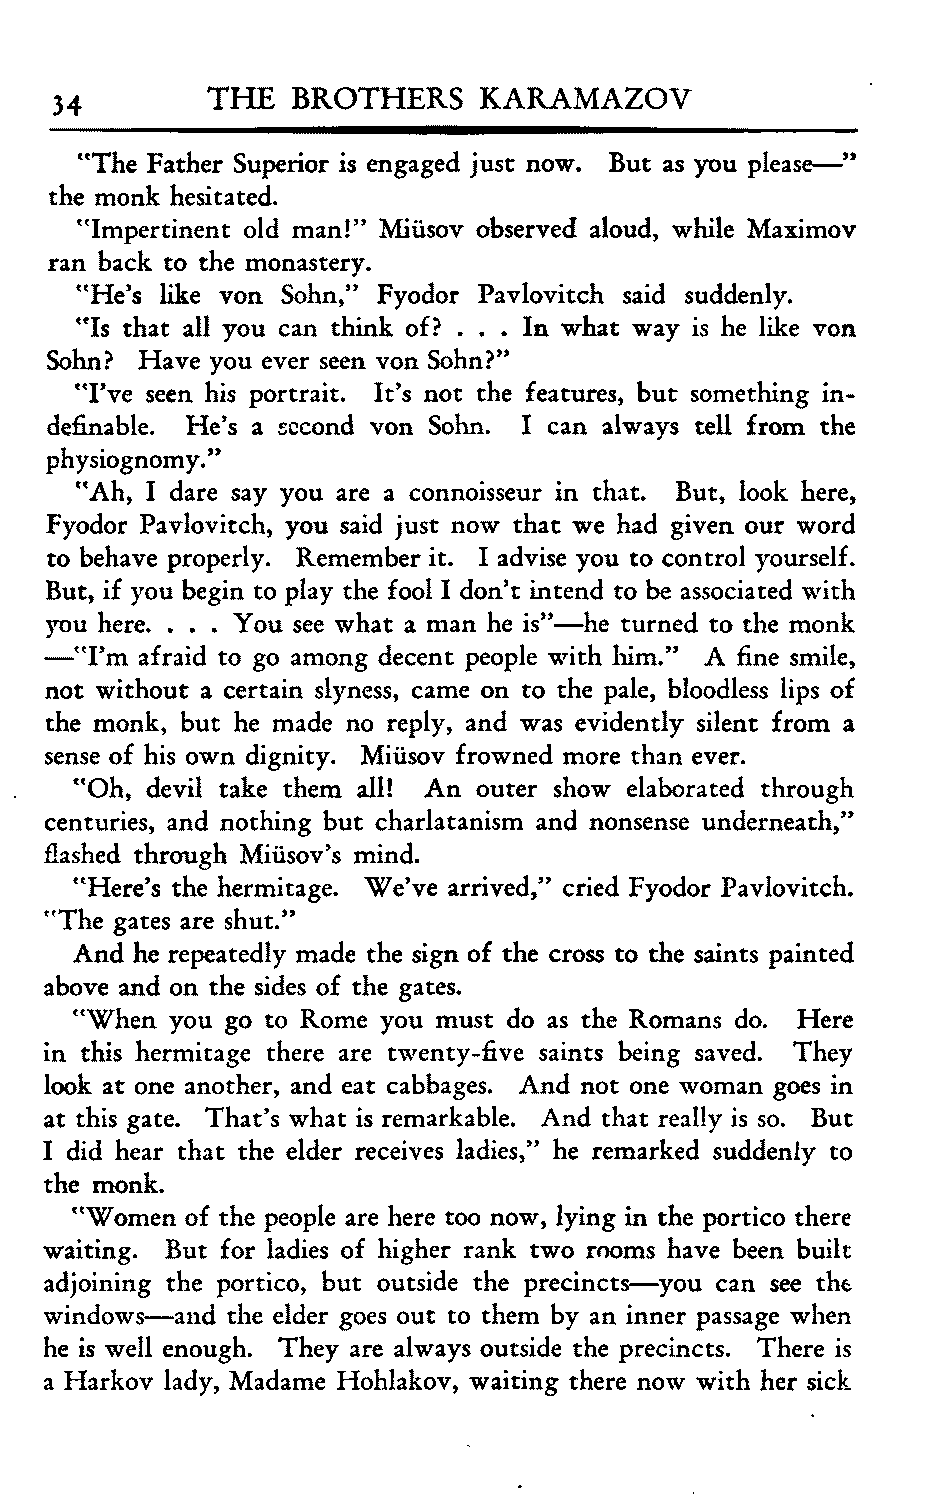 34 THE BROTHERS KARAMAZOV
"The Father Superior is engaged just now. But as you please—"
the monk hesitated.
"Impertinent old man!" Miüsov observed aloud, while Maximov
ran back to the monastery.
"He's like von Sohn," Fyodor Pavlovitch said suddenly.
"Is that all you can think of? . . . In what way is he like von
Sohn? Have you ever seen von Sohn?"
"I've seen his portrait. It's not the features, but something in-
definable. He's a second von Sohn. I can always tell from the
physiognomy."
"Ah, I dare say you are a connoisseur in that. But, look here,
Fyodor Pavlovitch, you said just now that we had given our word
to behave properly. Remember it. I advise you to control yourself.
But, if you begin to play the fool I don't intend to be associated with
you here. . . . You see what a man he is"—he turned to the monk
—"I'm afraid to go among decent people with him." A fine smile,
not without a certain slyness, came on to the pale, bloodless lips of
the monk, but he made no reply, and was evidently silent from a
sense of his own dignity. Miüsov frowned more than ever.
"Oh, devil take them all! An outer show elaborated through
centuries, and nothing but charlatanism and nonsense underneath,"
flashed through Miüsov's mind.
"Here's the hermitage. We've arrived," cried Fyodor Pavlovitch.
"The gates are shut."
And he repeatedly made the sign of the cross to the saints painted
above and on the sides of the gates.
"When you go to Rome you must do as the Romans do. Here
in this hermitage there are twenty-five saints being saved. They
look at one another, and eat cabbages. And not one woman goes in
at this gate. That's what is remarkable. And that really is so. But
I did hear that the elder receives ladies," he remarked suddenly to
the monk.
"Women of the people are here too now, lying in the portico there
waiting. But for ladies of higher rank two rooms have been built
adjoining the portico, but outside the precincts—you can see the
windows—and the elder goes out to them by an inner passage when
he is well enough. They are always outside the precincts. There is
a Harkov lady, Madame Hohlakov, waiting there now with her sick